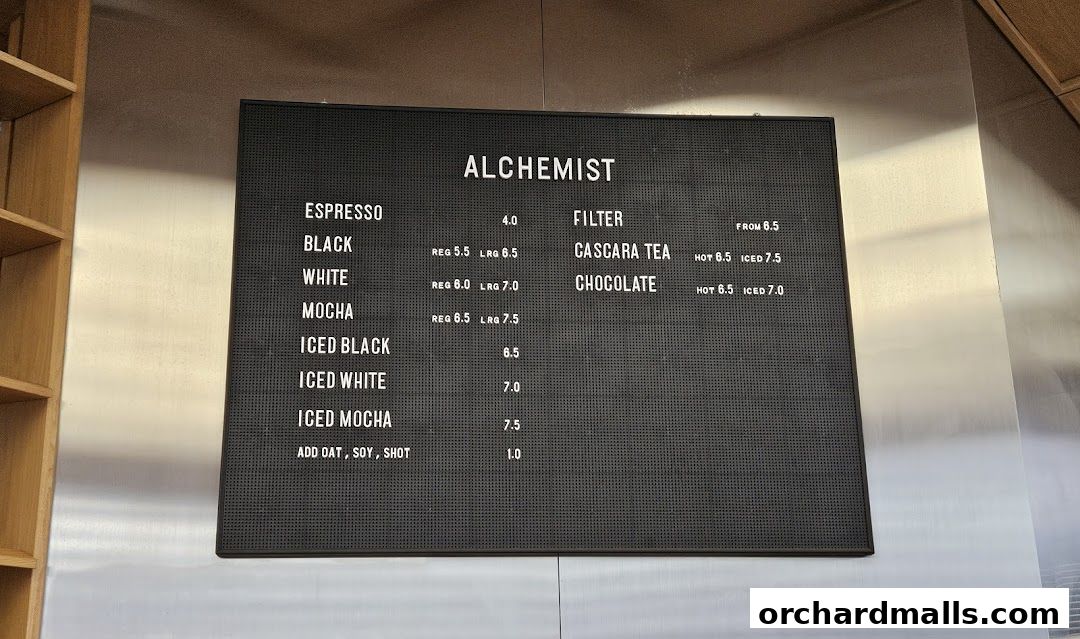 ALCHEMIST
ESPRESSO 4.0
BLACK REG 5.5 LRG 6.5
WHITE REG 6.0 LRG 7.0
MOCHA REG 6.5 LRG 7.5
ICED BLACK 6.5
ICED WHITE 7.0
ICED MOCHA 7.5
ADD OAT , SOY , SHOT 1.0
FILTER FROM 6.5
CASCARA TEA HOT 6.5 ICED 7.5
CHOCOLATE HOT 6.5 ICED 7.0
orchardmalls.com